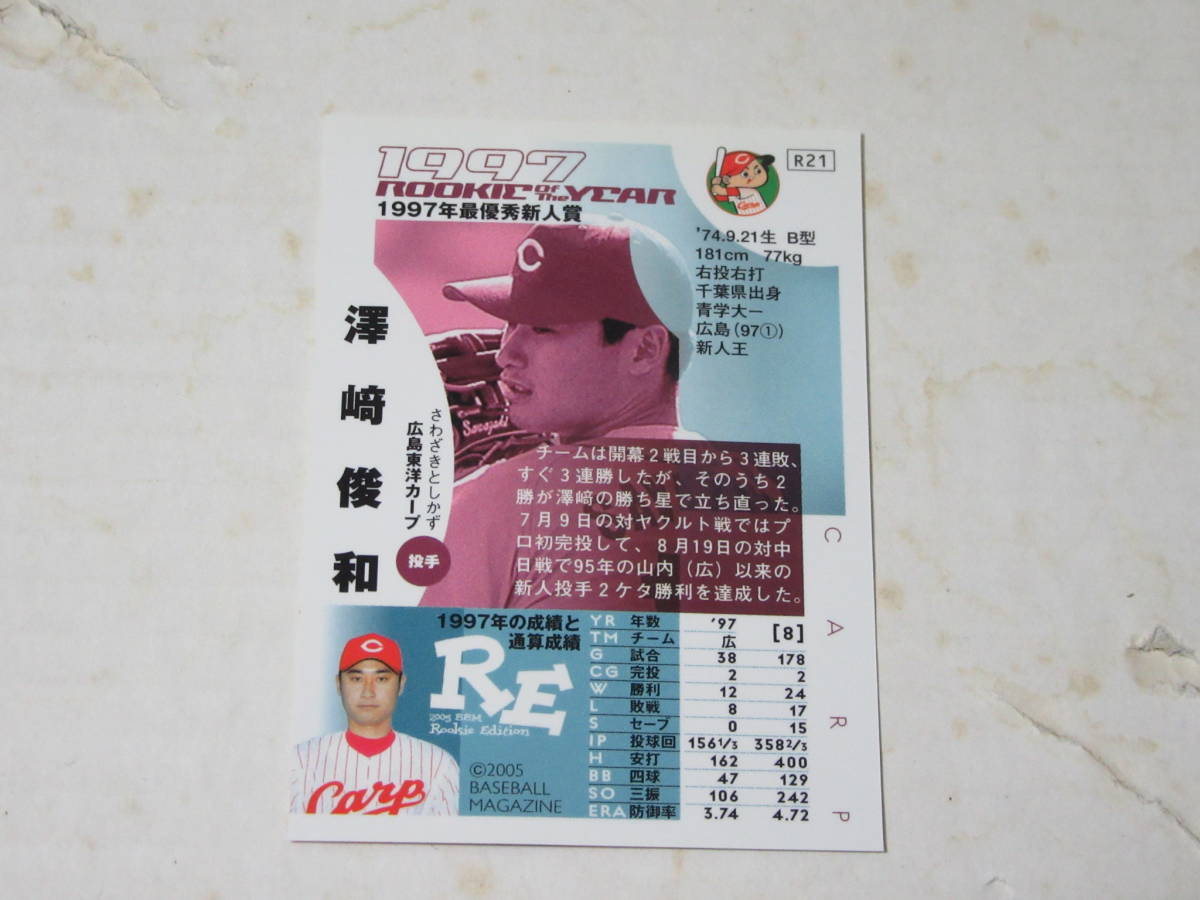 1997
ROOKIE Of The YEAR
1997年最優秀新人賞
R21
'74.9.21生 B型
181cm 77kg
右投右打
千葉県出身
青学大ー
広島(97①)
新人王
澤﨑俊和
さわざきとしかず
広島東洋カープ
投手
チームは開幕2戦目から3連敗、
すぐ3連勝したが、そのうち2
勝が澤﨑の勝ち星で立ち直った。
7月9日の対ヤクルト戦ではプ
ロ初完投して、8月19日の対中
日戦で95年の山内(広)以来の
新人投手2ケタ勝利を達成した。
CARP
1997年の成績と
通算成績
RE
2005 BBM
Rookie Edition
©2005
BASEBALL
MAGAZINE
Carp
YR 年数 '97 [8]
TM チーム 広
G 試合 38 178
CG 完投 2 2
W 勝利 12 24
L 敗戦 8 17
S セーブ 0 15
IP 投球回 156 1/3 358 2/3
H 安打 162 400
BB 四球 47 129
SO 三振 106 242
ERA 防御率 3.74 4.72